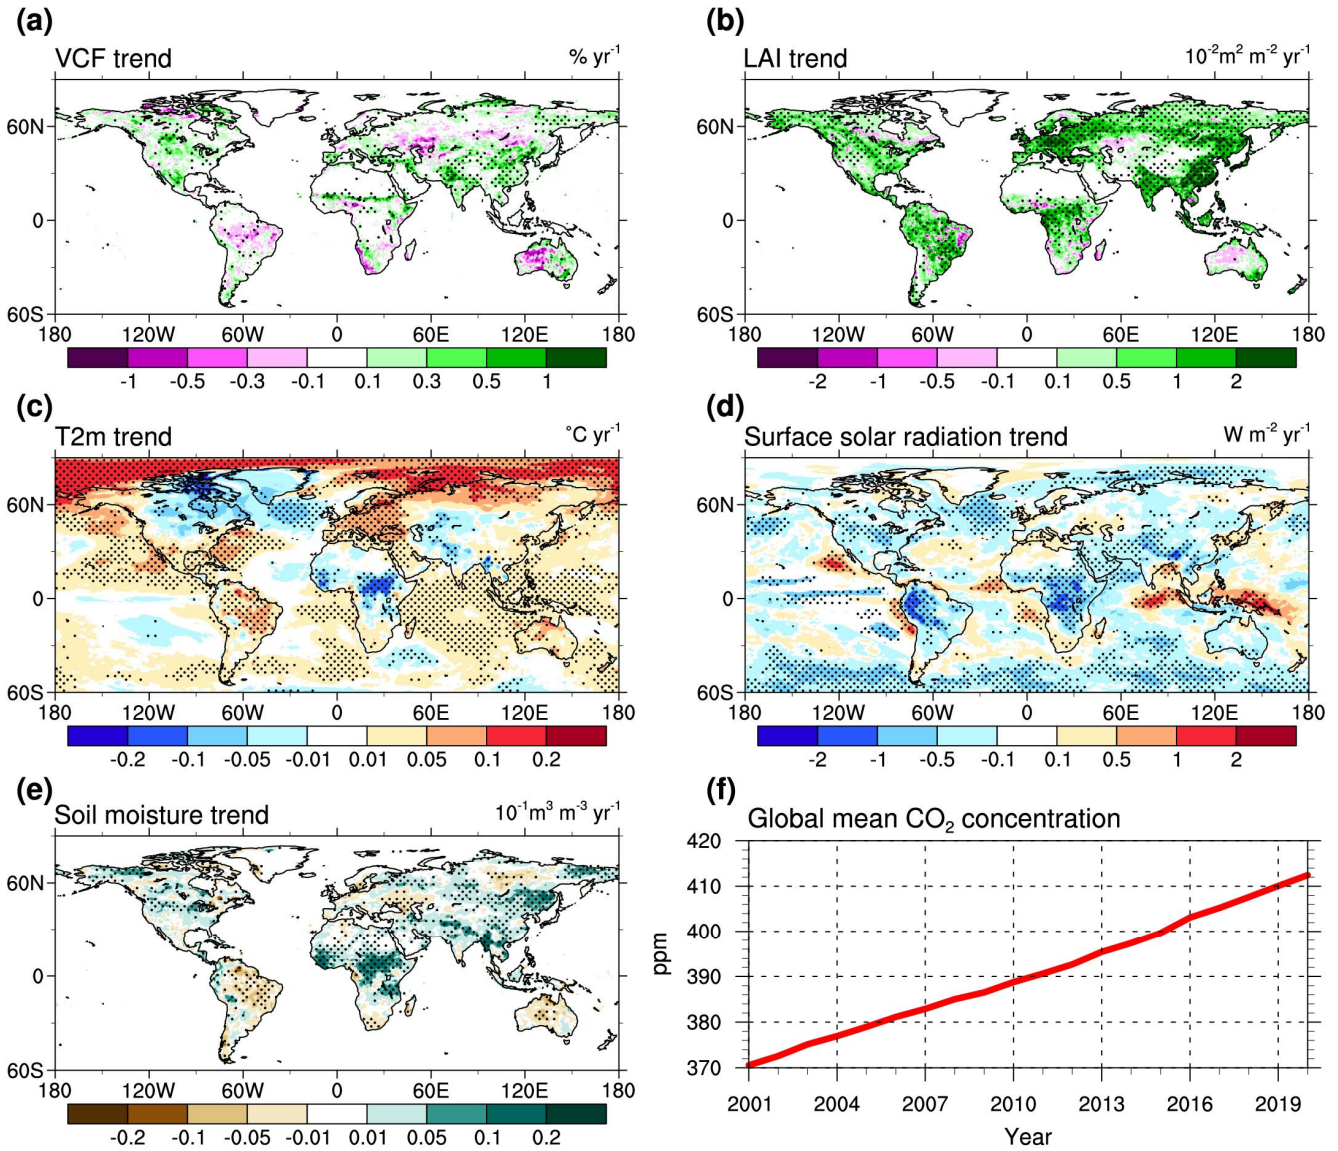 (a)
VCF trend % yr⁻¹
60N
0
60S
180 120W 60W 0 60E 120E 180
-1 -0.5 -0.3 -0.1 0.1 0.3 0.5 1
(b)
LAI trend 10⁻²m² m⁻² yr⁻¹
60N
0
60S
180 120W 60W 0 60E 120E 180
-2 -1 -0.5 -0.1 0.1 0.5 1 2
(c)
T2m trend °C yr⁻¹
60N
0
60S
180 120W 60W 0 60E 120E 180
-0.2 -0.1 -0.05 -0.01 0.01 0.05 0.1 0.2
(d)
Surface solar radiation trend W m⁻² yr⁻¹
60N
0
60S
180 120W 60W 0 60E 120E 180
-2 -1 -0.5 -0.1 0.1 0.5 1 2
(e)
Soil moisture trend 10⁻¹m³ m⁻³ yr⁻¹
60N
0
60S
180 120W 60W 0 60E 120E 180
-0.2 -0.1 -0.05 -0.01 0.01 0.05 0.1 0.2
(f)
Global mean CO₂ concentration
420
410
400
390
380
370
ppm
2001 2004 2007 2010 2013 2016 2019
Year